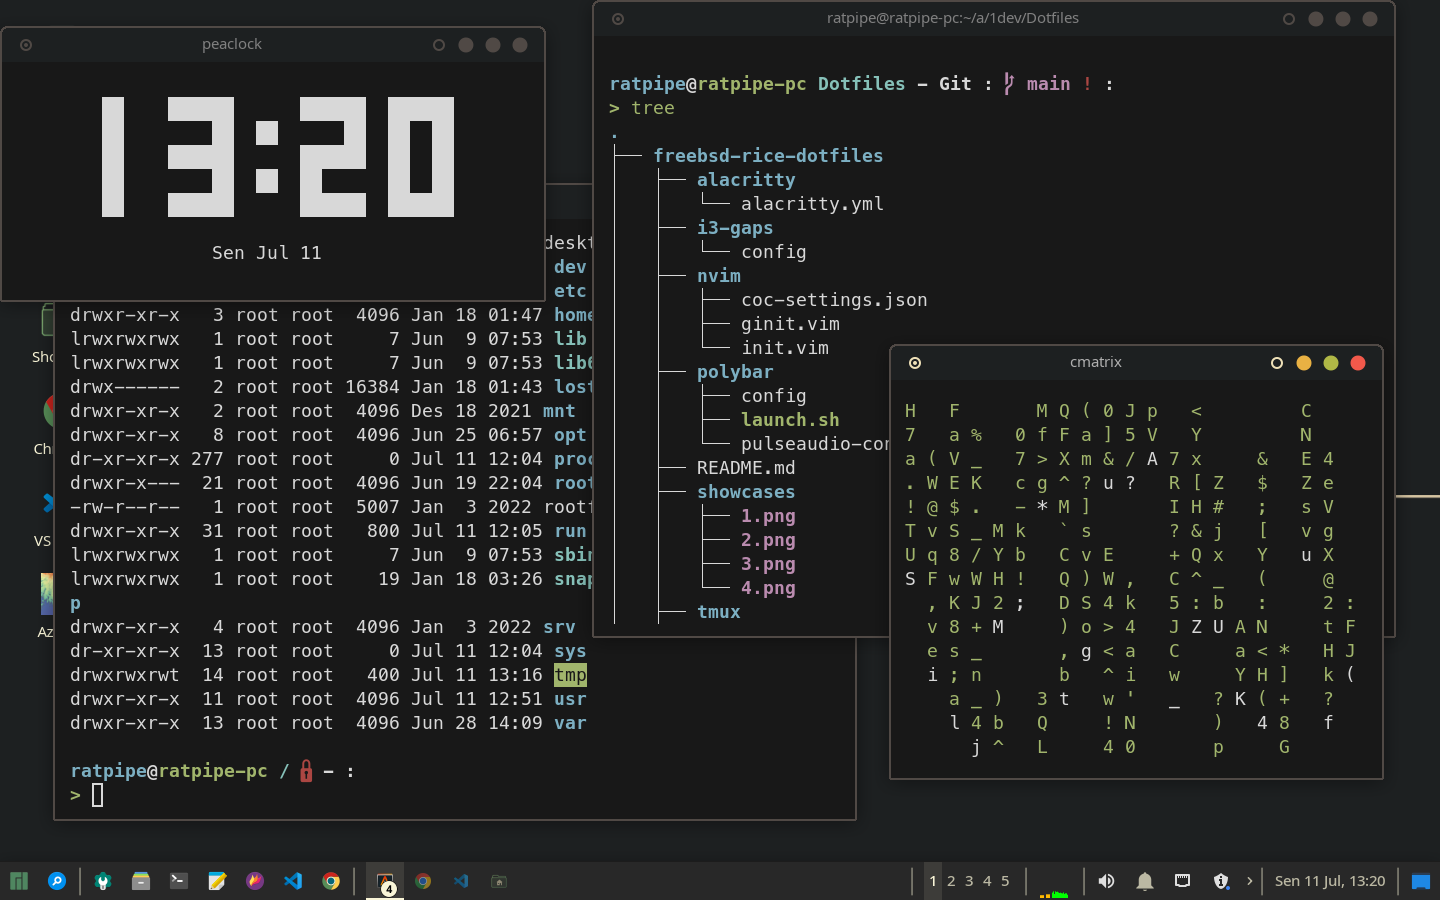 peaclock
13:20
Sen Jul 11
ratpipe@ratpipe-pc:~/a/1dev/Dotfiles
ratpipe@ratpipe-pc Dotfiles - Git : main ! :
> tree
.
├── freebsd-rice-dotfiles
│   ├── alacritty
│   │   └── alacritty.yml
│   ├── i3-gaps
│   │   └── config
│   ├── nvim
│   │   ├── coc-settings.json
│   │   ├── ginit.vim
│   │   └── init.vim
│   ├── polybar
│   │   ├── config
│   │   ├── launch.sh
│   │   └── pulseaudio-con
│   ├── README.md
│   ├── showcases
│   │   ├── 1.png
│   │   ├── 2.png
│   │   ├── 3.png
│   │   └── 4.png
│   ├── tmux
deskt
dev
etc
drwxr-xr-x   3 root root  4096 Jan 18 01:47 home
lrwxrwxrwx   1 root root     7 Jun  9 07:53 lib
lrwxrwxrwx   1 root root     7 Jun  9 07:53 lib6
drwx------   2 root root 16384 Jan 18 01:43 lost
drwxr-xr-x   2 root root  4096 Des 18 2021 mnt
drwxr-xr-x   8 root root  4096 Jun 25 06:57 opt
dr-xr-xr-x 277 root root     0 Jul 11 12:04 proc
drwxr-x---  21 root root  4096 Jun 19 22:04 root
-rw-r--r--   1 root root  5007 Jan  3 2022 rootf
drwxr-xr-x  31 root root   800 Jul 11 12:05 run
lrwxrwxrwx   1 root root     7 Jun  9 07:53 sbin
lrwxrwxrwx   1 root root    19 Jan 18 03:26 snap
p
drwxr-xr-x   4 root root  4096 Jan  3 2022 srv
dr-xr-xr-x  13 root root     0 Jul 11 12:04 sys
drwxrwxrwt  14 root root   400 Jul 11 13:16 tmp
drwxr-xr-x  11 root root  4096 Jul 11 12:51 usr
drwxr-xr-x  13 root root  4096 Jun 28 14:09 var
ratpipe@ratpipe-pc / - :
>
cmatrix
H   F       M Q ( 0 J p   <         C
7   a %   0 f F a ] 5 V   Y         N
a ( V _   7 > X m & / A 7 x     &   E 4
. W E K   c g ^ ? u ?   R [ Z   $   Z e
! @ $ .   - * M ]       I H #   ;   s V
T v S _ M k   ` s       ? & j   [   v g
U q 8 / Y b   C v E     + Q x   Y   u X
S F w W H !   Q ) W ,   C ^ _   (     @
  , K J 2 ;   D S 4 k   5 : b   :     2 :
  v 8 + M     ) o > 4   J Z U A N     t F
  e s _       , g < a   C     a < *   H J
  i ; n       b   ^ i   w     Y H ]   k (
    a _ )   3 t   w '   _   ? K ( +   ?
    l 4 b   Q     ! N       )   4 8   f
      j ^   L     4 0       p     G
Sho
Ch
VS
Az
4
1 2 3 4 5
Sen 11 Jul, 13:20